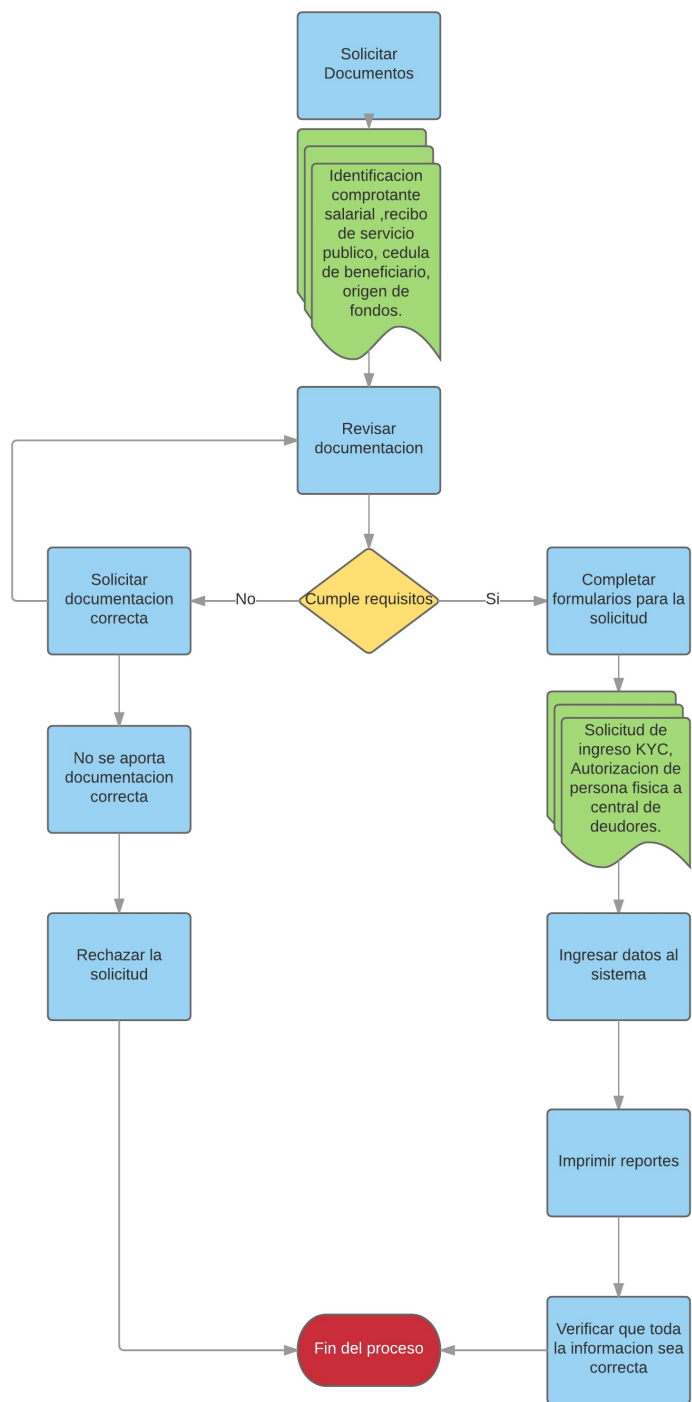 Solicitar
Documentos
Identificacion
comprotante
salarial ,recibo
de servicio
publico, cedula
de beneficiario,
origen de
fondos.
Revisar
documentacion
Cumple requisitos
No
Si
Solicitar
documentacion
correcta
Completar
formularios para la
solicitud
No se aporta
documentacion
correcta
Solicitud de
ingreso KYC,
Autorizacion de
persona fisica a
central de
deudores.
Rechazar la
solicitud
Ingresar datos al
sistema
Imprimir reportes
Verificar que toda
la informacion sea
correcta
Fin del proceso